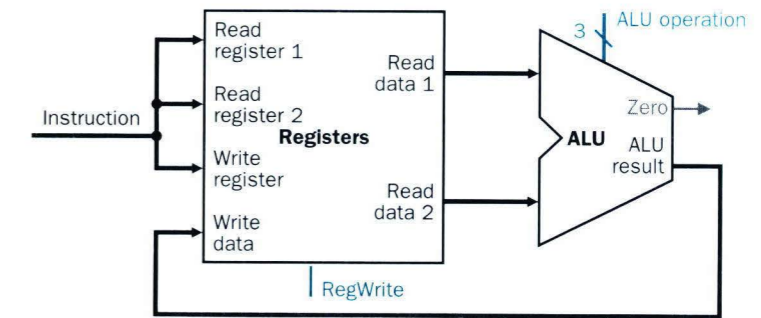 Instruction
Read
register 1
Read
register 2
Registers
Write
register
Write
data
Read
data 1
Read
data 2
RegWrite
3
ALU operation
Zero
ALU
ALU
result